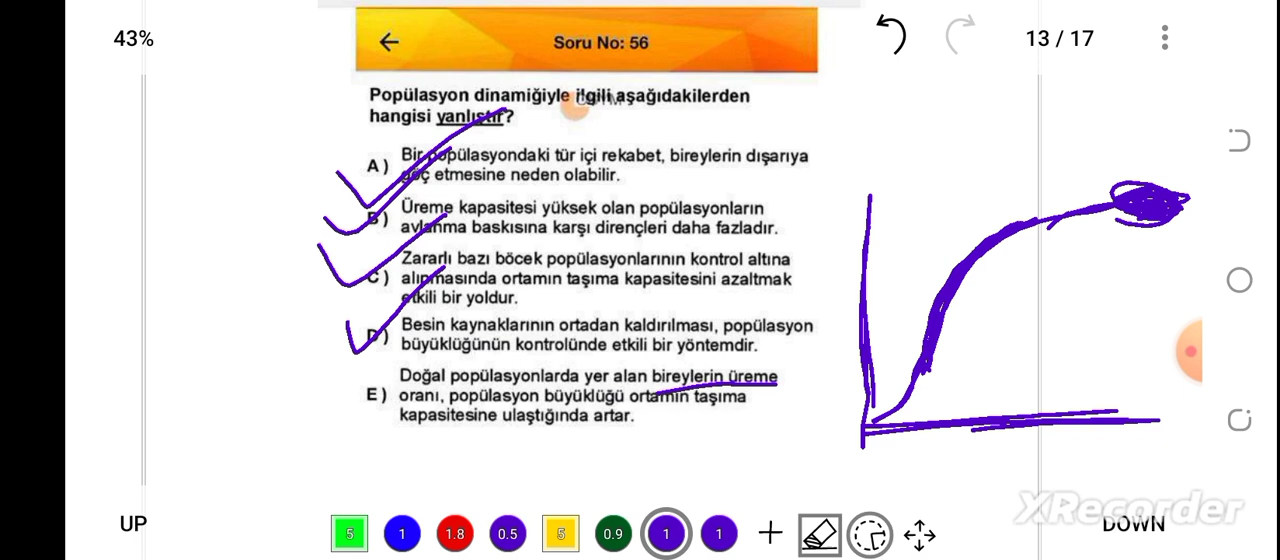 43%
Soru No: 56
13 / 17
Popülasyon dinamiğiyle ilgili aşağıdakilerden
hangisi yanlıştır?
A) Bir popülasyondaki tür içi rekabet, bireylerin dışarıya
göç etmesine neden olabilir.
B) Üreme kapasitesi yüksek olan popülasyonların
avlanma baskısına karşı dirençleri daha fazladır.
C) Zararlı bazı böcek popülasyonlarının kontrol altına
alınmasında ortamın taşıma kapasitesini azaltmak
etkili bir yoldur.
D) Besin kaynaklarının ortadan kaldırılması, popülasyon
büyüklüğünün kontrolünde etkili bir yöntemdir.
E) Doğal popülasyonlarda yer alan bireylerin üreme
oranı, popülasyon büyüklüğü ortamın taşıma
kapasitesine ulaştığında artar.
XRecorder
UP
DOWN
5 1 1.8 0.5 5 0.9 1 1